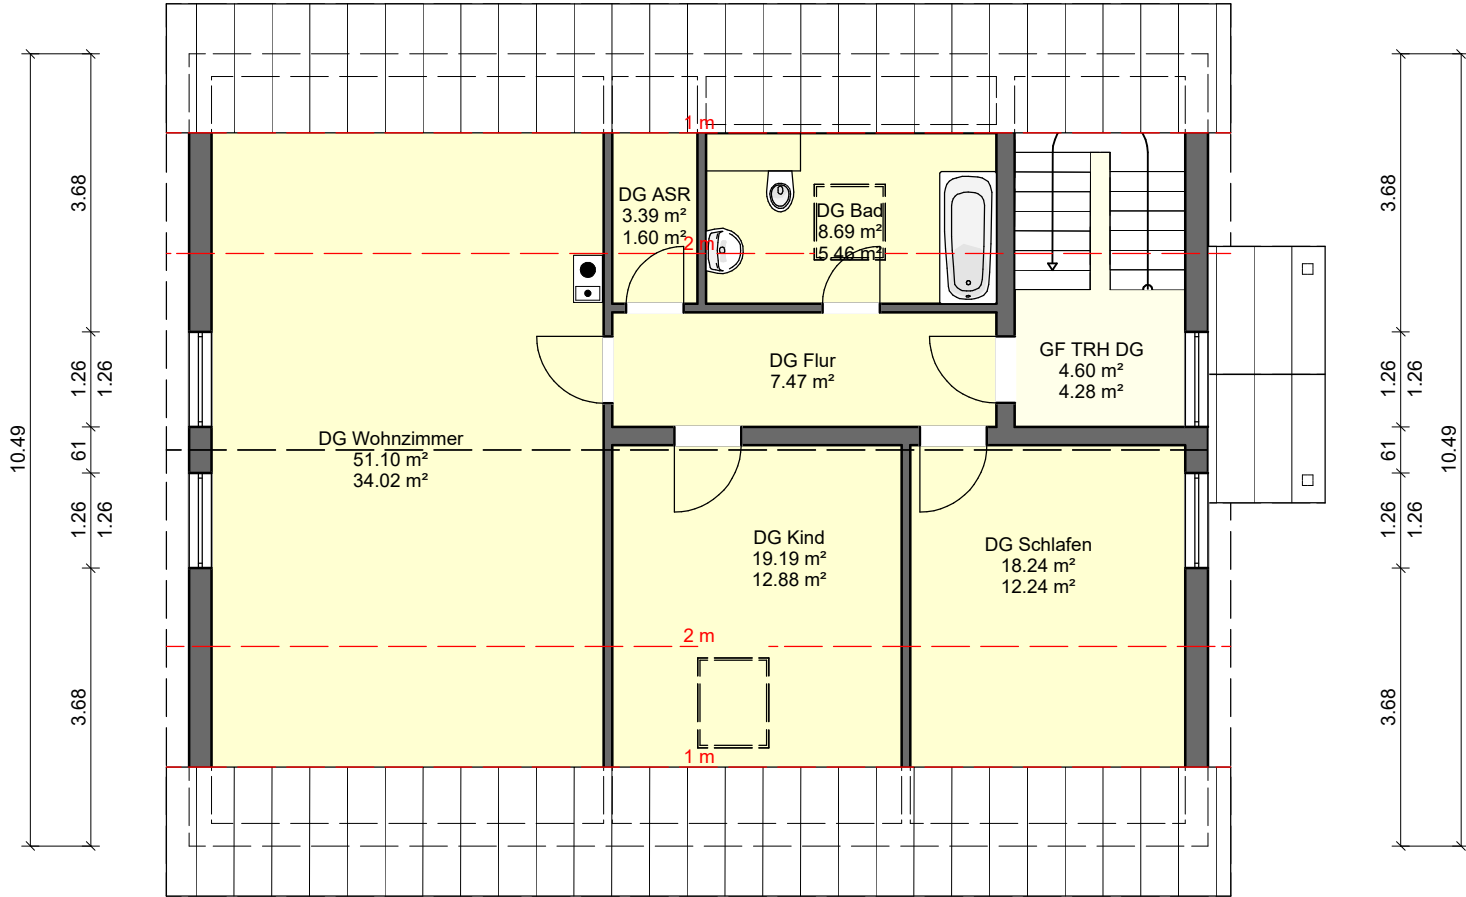 1 m
3.68
3.68
DG ASR
3.39 m²
1.60 m²
DG Bad
8.69 m²
5.46 m²
2 m
1.26
1.26
DG Flur
7.47 m²
GF TRH DG
4.60 m²
4.28 m²
1.26
1.26
10.49
61
DG Wohnzimmer
51.10 m²
34.02 m²
61
10.49
1.26
1.26
DG Kind
19.19 m²
12.88 m²
DG Schlafen
18.24 m²
12.24 m²
1.26
1.26
2 m
3.68
3.68
1 m